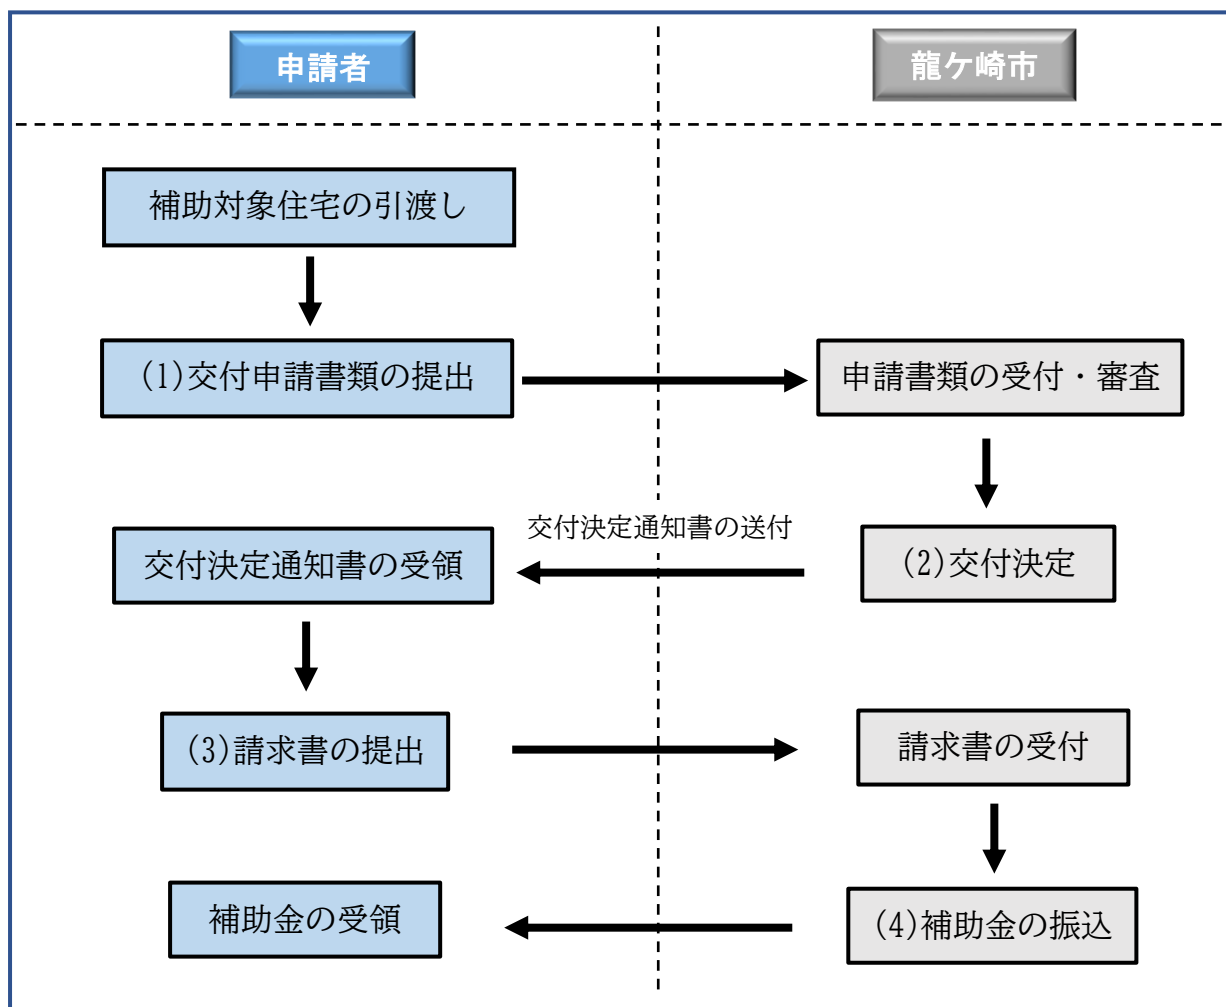 申請者
龍ケ崎市
補助対象住宅の引渡し
(1)交付申請書類の提出
申請書類の受付・審査
交付決定通知書の送付
交付決定通知書の受領
(2)交付決定
(3)請求書の提出
請求書の受付
補助金の受領
(4)補助金の振込